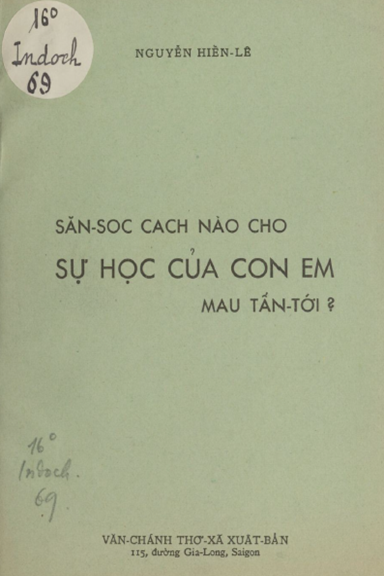 16°
Indoch
69
NGUYỄN HIẾN-LÊ
SĂN-SOC CACH NÀO CHO
SỰ HỌC CỦA CON EM
MAU TẤN-TỚI ?
16°
Indoch.
69.
VĂN-CHÁNH THƠ-XÃ XUẤT-BẢN
115, đường Gia-Long, Saigon